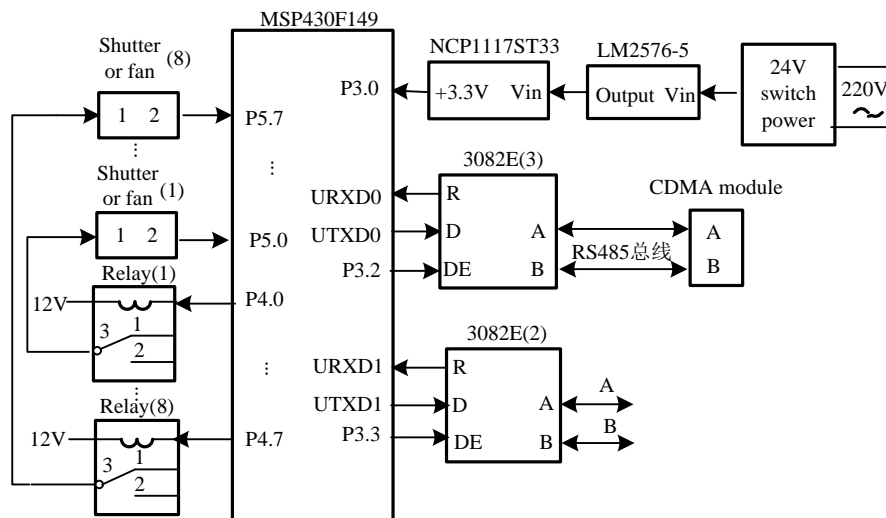 MSP430F149
Shutter
or fan (8)
1 2
P5.7
⋮
Shutter
or fan (1)
1 2
P5.0
Relay(1)
12V
P4.0
3
1
2
⋮
Relay(8)
12V
P4.7
3
1
2
P3.0
NCP1117ST33
+3.3V Vin
LM2576-5
Output Vin
24V
switch
power
220V
3082E(3)
URXD0
R
UTXD0
D
P3.2
DE
A
B
RS485总线
CDMA module
A
B
3082E(2)
URXD1
R
UTXD1
D
P3.3
DE
A
B
A
B